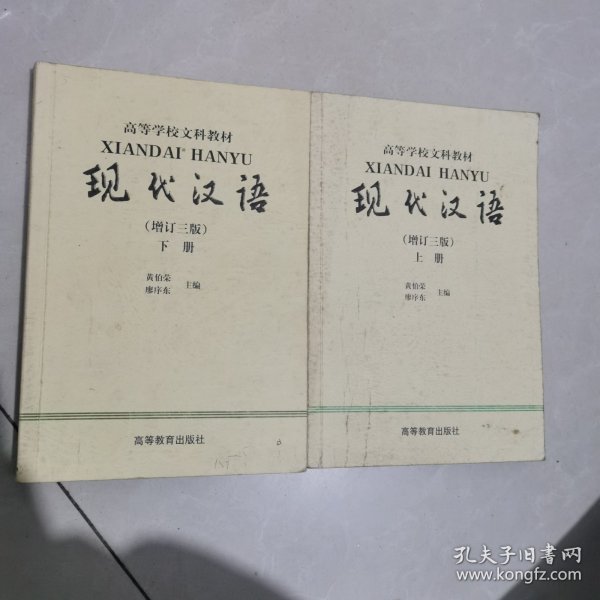 高等学校文科教材
XIANDAI HANYU
现代汉语
(增订三版)
下 册
黄伯荣
廖序东 主编
高等教育出版社
高等学校文科教材
XIANDAI HANYU
现代汉语
(增订三版)
上 册
黄伯荣
廖序东 主编
高等教育出版社
孔夫子旧书网
www.kongfz.com